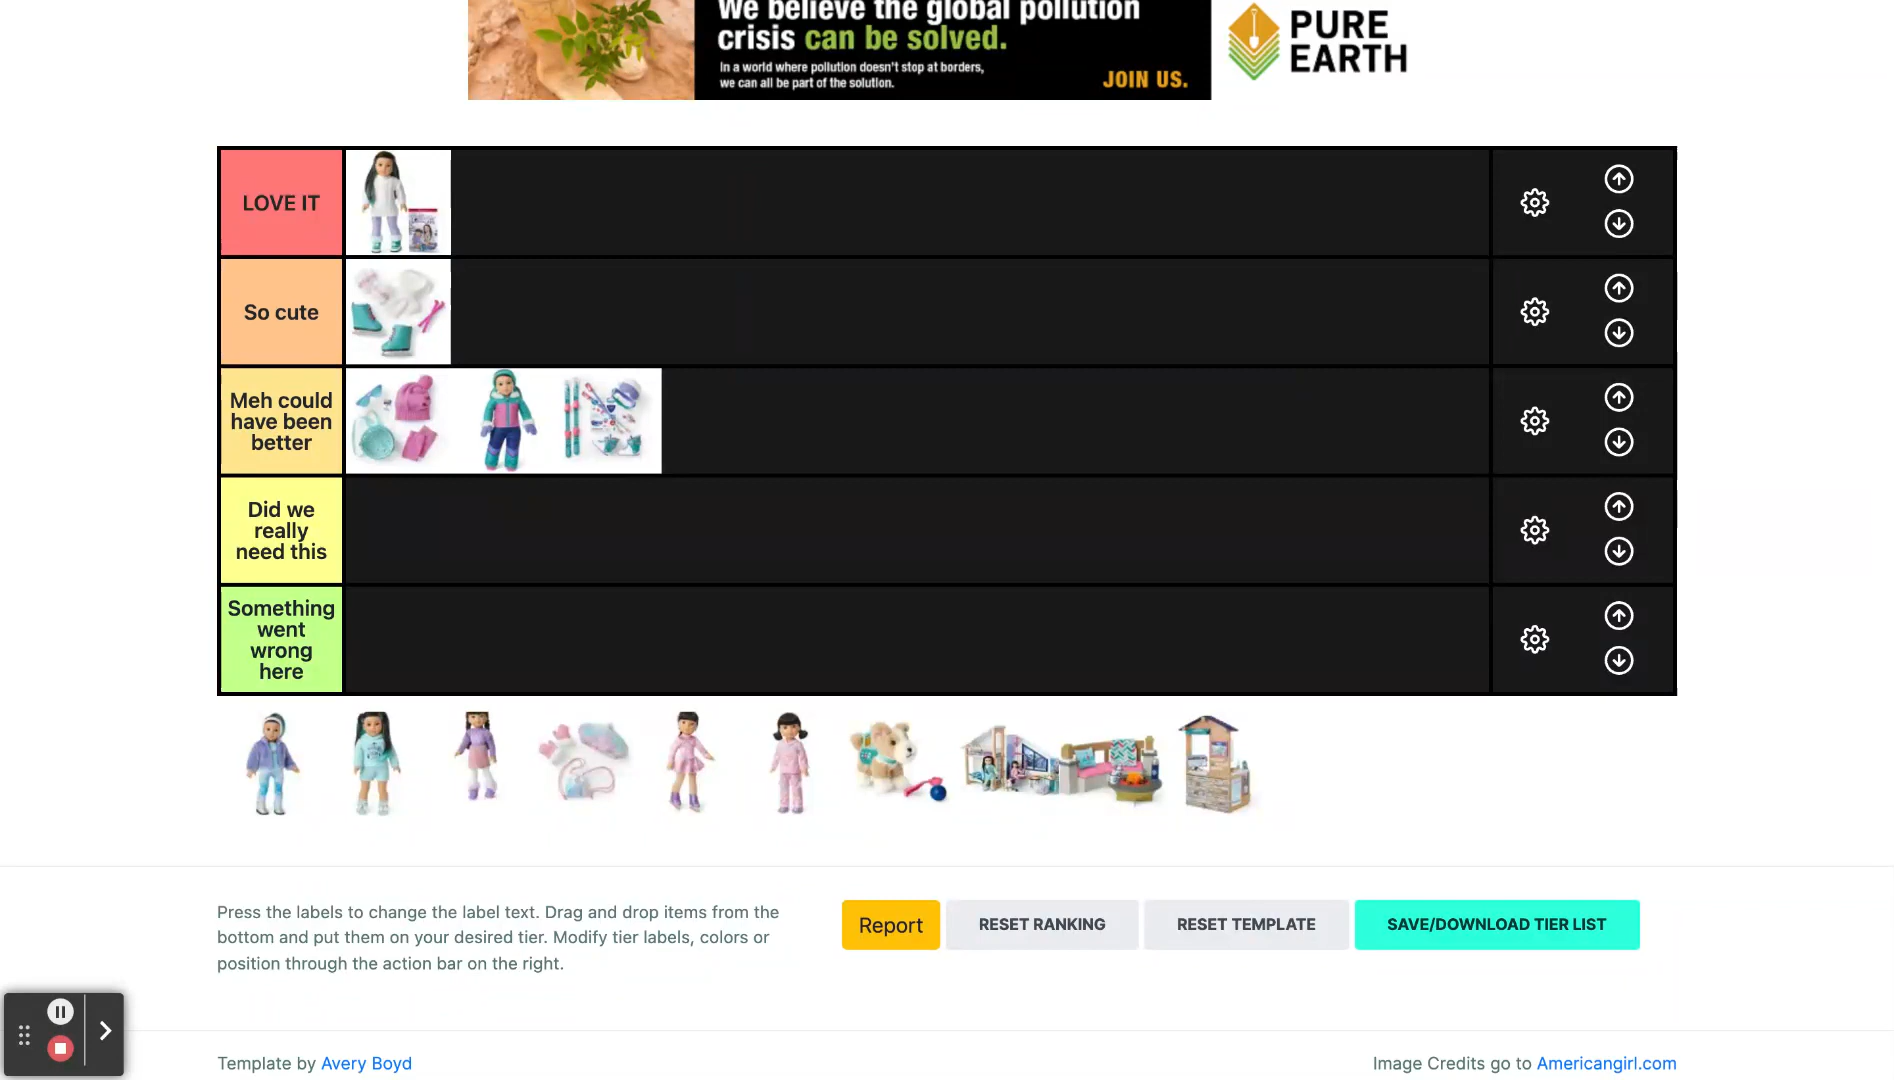 We believe the global pollution
crisis can be solved.
In a world where pollution doesn't stop at borders,
we can all be part of the solution.
JOIN US.
PURE
EARTH
LOVE IT
So cute
Meh could
have been
better
Did we
really
need this
Something
went
wrong
here
Press the labels to change the label text. Drag and drop items from the
bottom and put them on your desired tier. Modify tier labels, colors or
position through the action bar on the right.
Report
RESET RANKING
RESET TEMPLATE
SAVE/DOWNLOAD TIER LIST
Template by Avery Boyd
Image Credits go to Americangirl.com